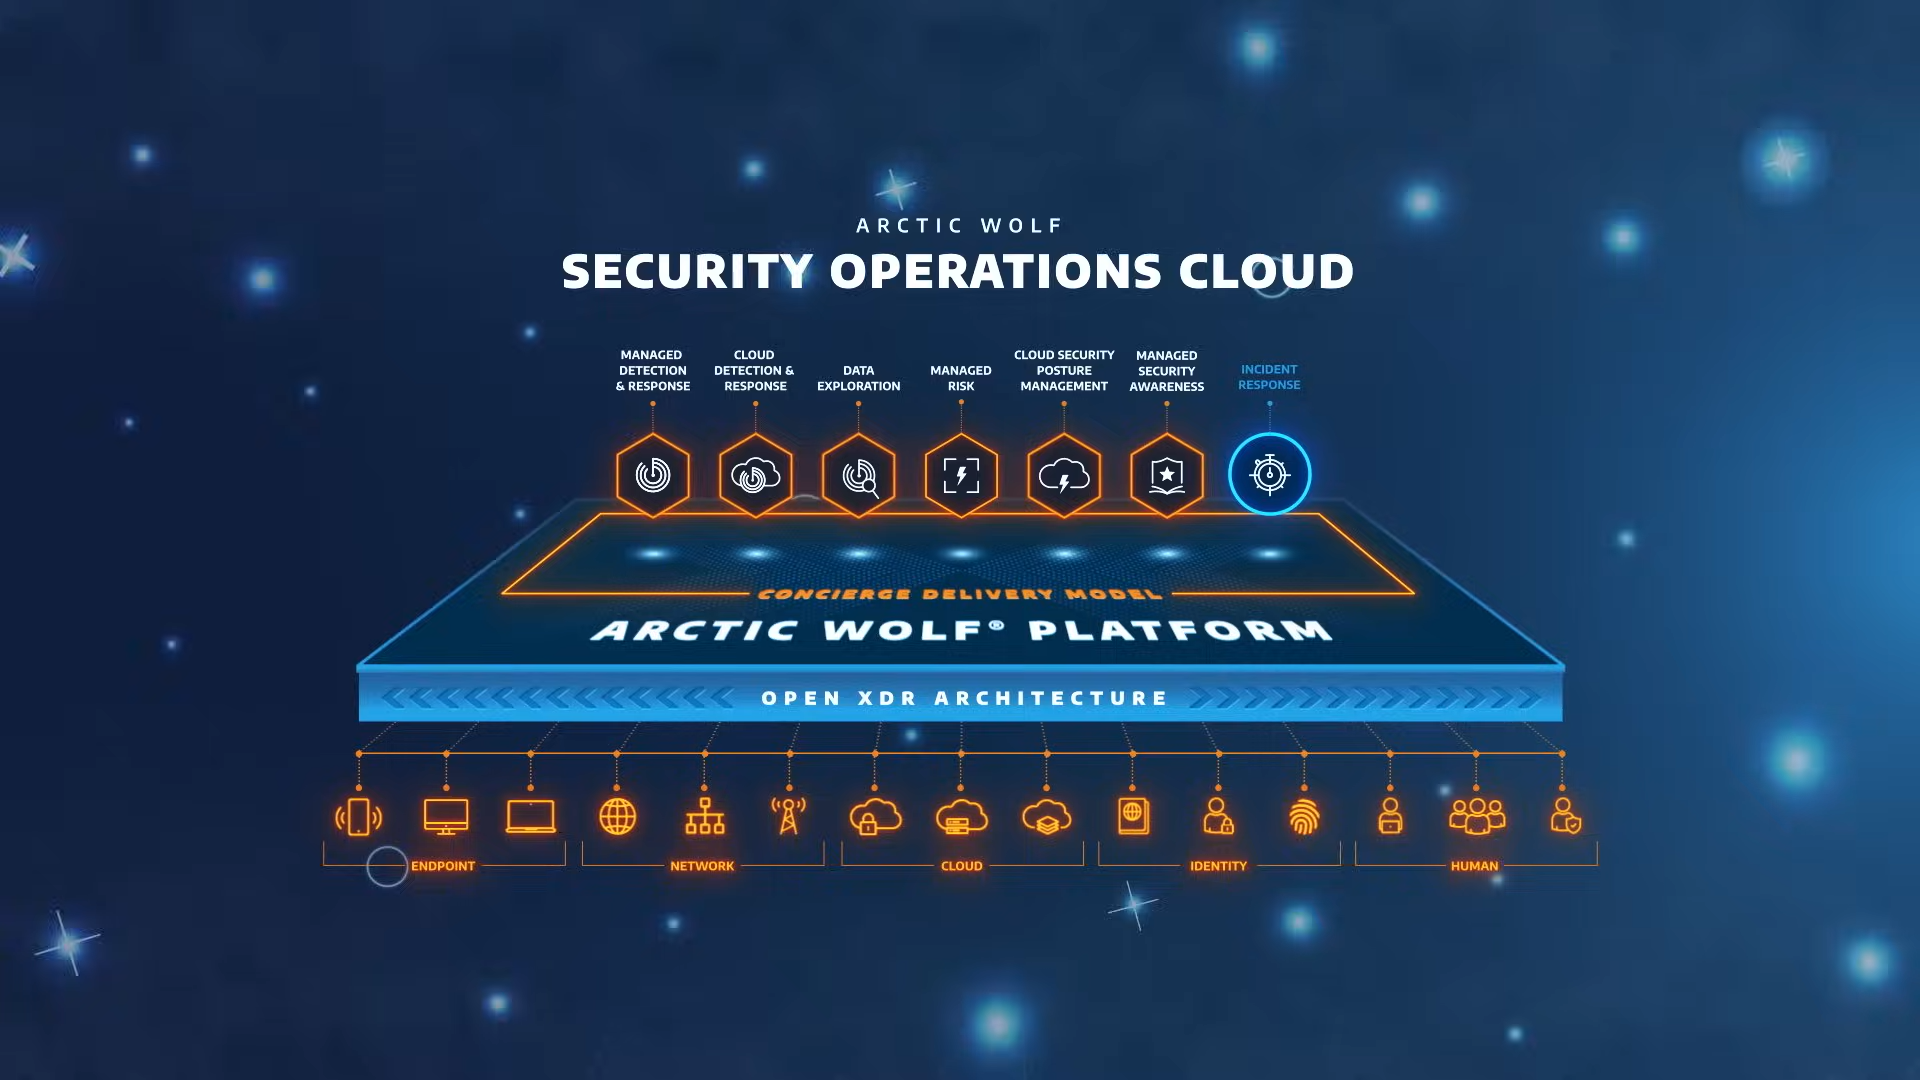 ARCTIC WOLF
SECURITY OPERATIONS CLOUD
MANAGED
DETECTION
& RESPONSE
CLOUD
DETECTION &
RESPONSE
DATA
EXPLORATION
MANAGED
RISK
CLOUD SECURITY
POSTURE
MANAGEMENT
MANAGED
SECURITY
AWARENESS
INCIDENT
RESPONSE
CONCIERGE DELIVERY MODEL
ARCTIC WOLF® PLATFORM
OPEN XDR ARCHITECTURE
ENDPOINT
NETWORK
CLOUD
IDENTITY
HUMAN